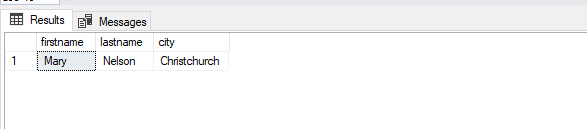 Results Messages
firstname lastname city
1 Mary Nelson Christchurch